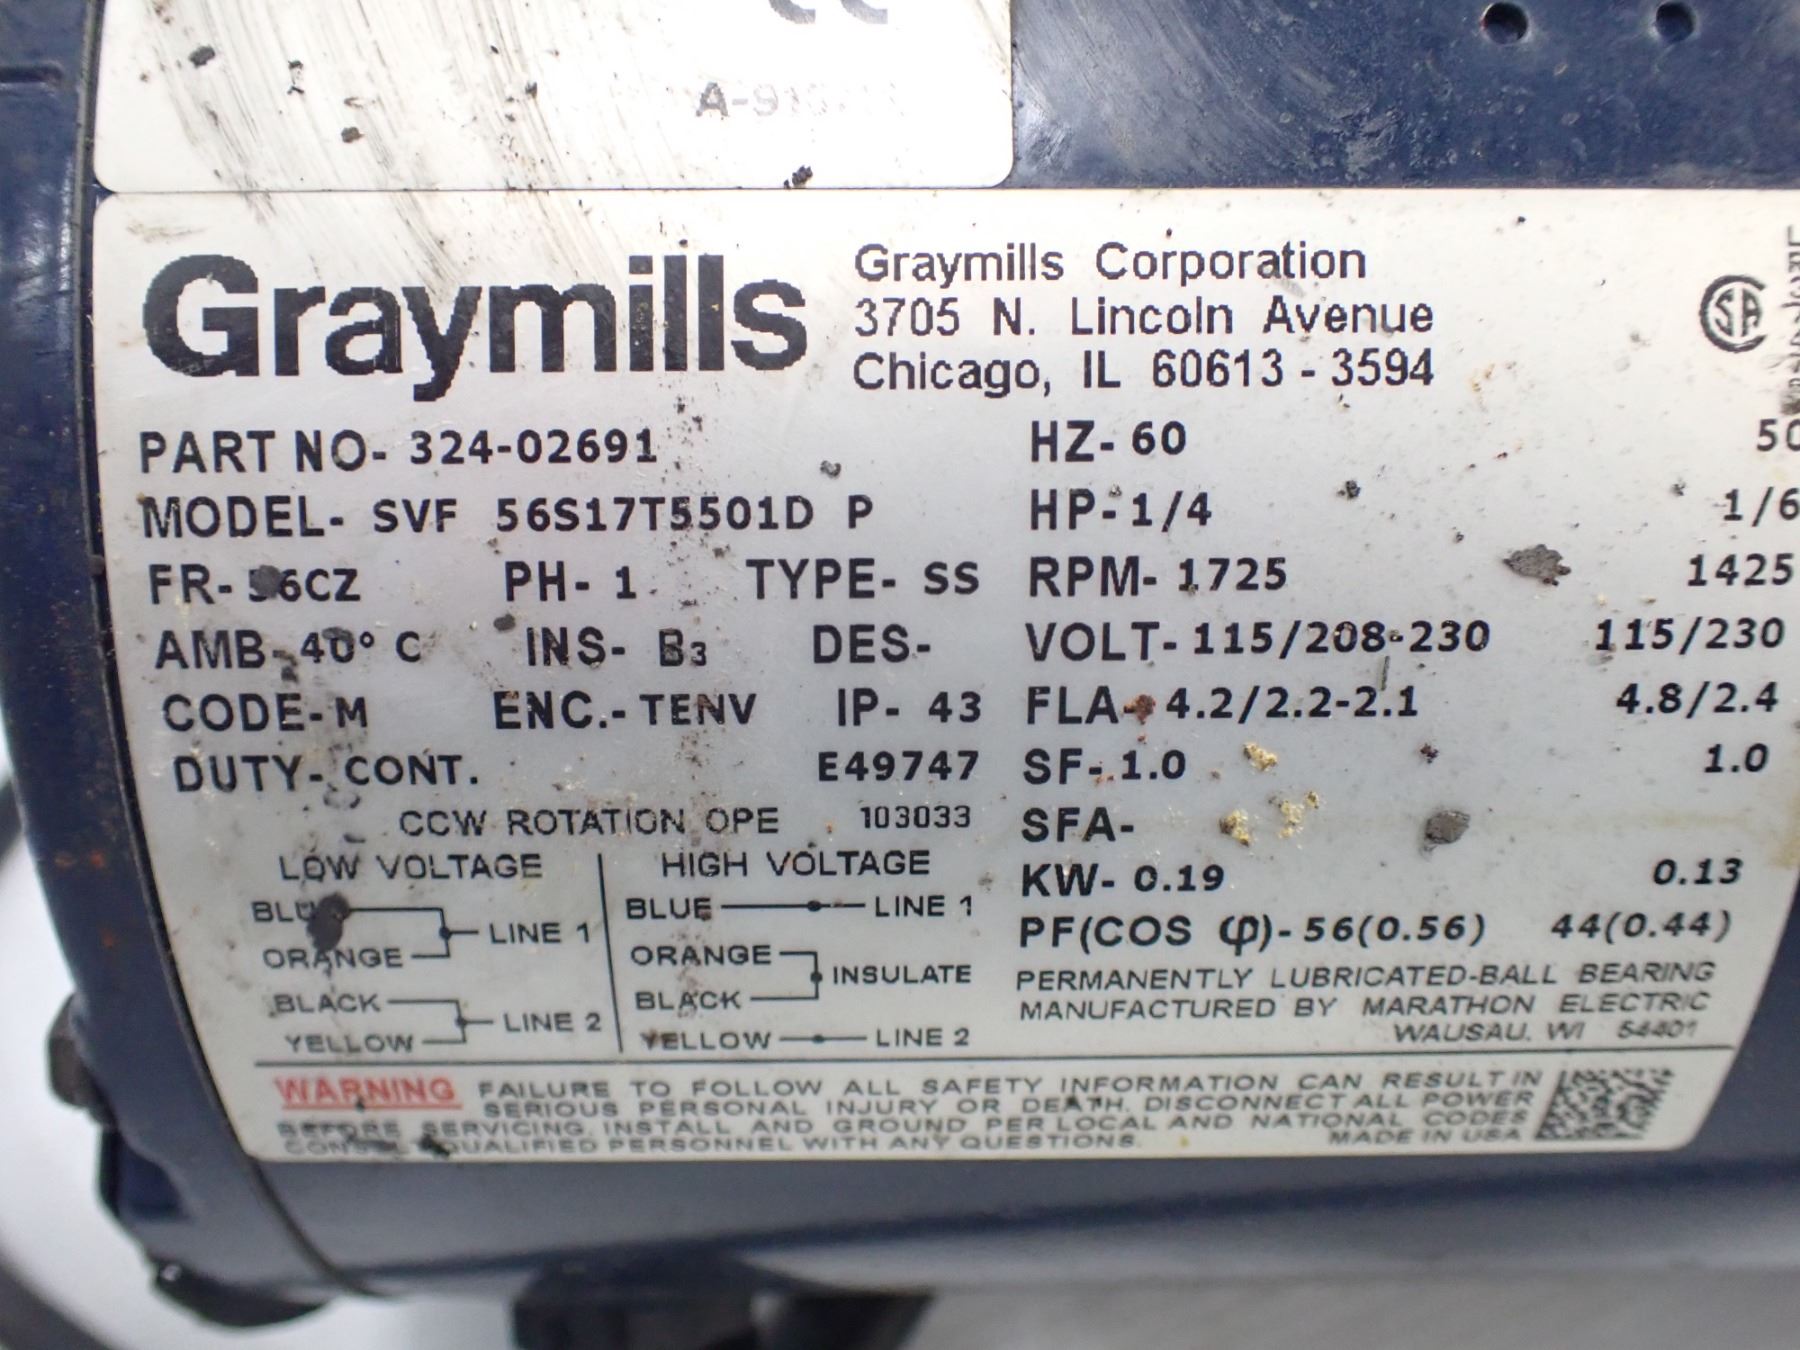 Graymills
Graymills Corporation
3705 N. Lincoln Avenue
Chicago, IL 60613 - 3594
PART NO- 324-02691 HZ- 60 50
MODEL- SVF 56S17T5501D P HP- 1/4 1/6
FR- 56CZ PH- 1 TYPE- SS RPM- 1725 1425
AMB- 40° C INS- B3 DES- VOLT- 115/208-230 115/230
CODE- M ENC.- TENV IP- 43 FLA- 4.2/2.2-2.1 4.8/2.4
DUTY- CONT. E49747 SF- 1.0 1.0
CCW ROTATION OPE 103033 SFA-
KW- 0.19 0.13
PF(COS φ)- 56(0.56) 44(0.44)
LOW VOLTAGE
BLUE
ORANGE LINE 1
BLACK
YELLOW LINE 2
HIGH VOLTAGE
BLUE LINE 1
ORANGE
BLACK INSULATE
YELLOW LINE 2
PERMANENTLY LUBRICATED-BALL BEARING
MANUFACTURED BY MARATHON ELECTRIC
WAUSAU, WI 54401
WARNING FAILURE TO FOLLOW ALL SAFETY INFORMATION CAN RESULT IN
SERIOUS PERSONAL INJURY OR DEATH. DISCONNECT ALL POWER
BEFORE SERVICING, INSTALL AND GROUND PER LOCAL AND NATIONAL CODES
CONSULT QUALIFIED PERSONNEL WITH ANY QUESTIONS. MADE IN USA